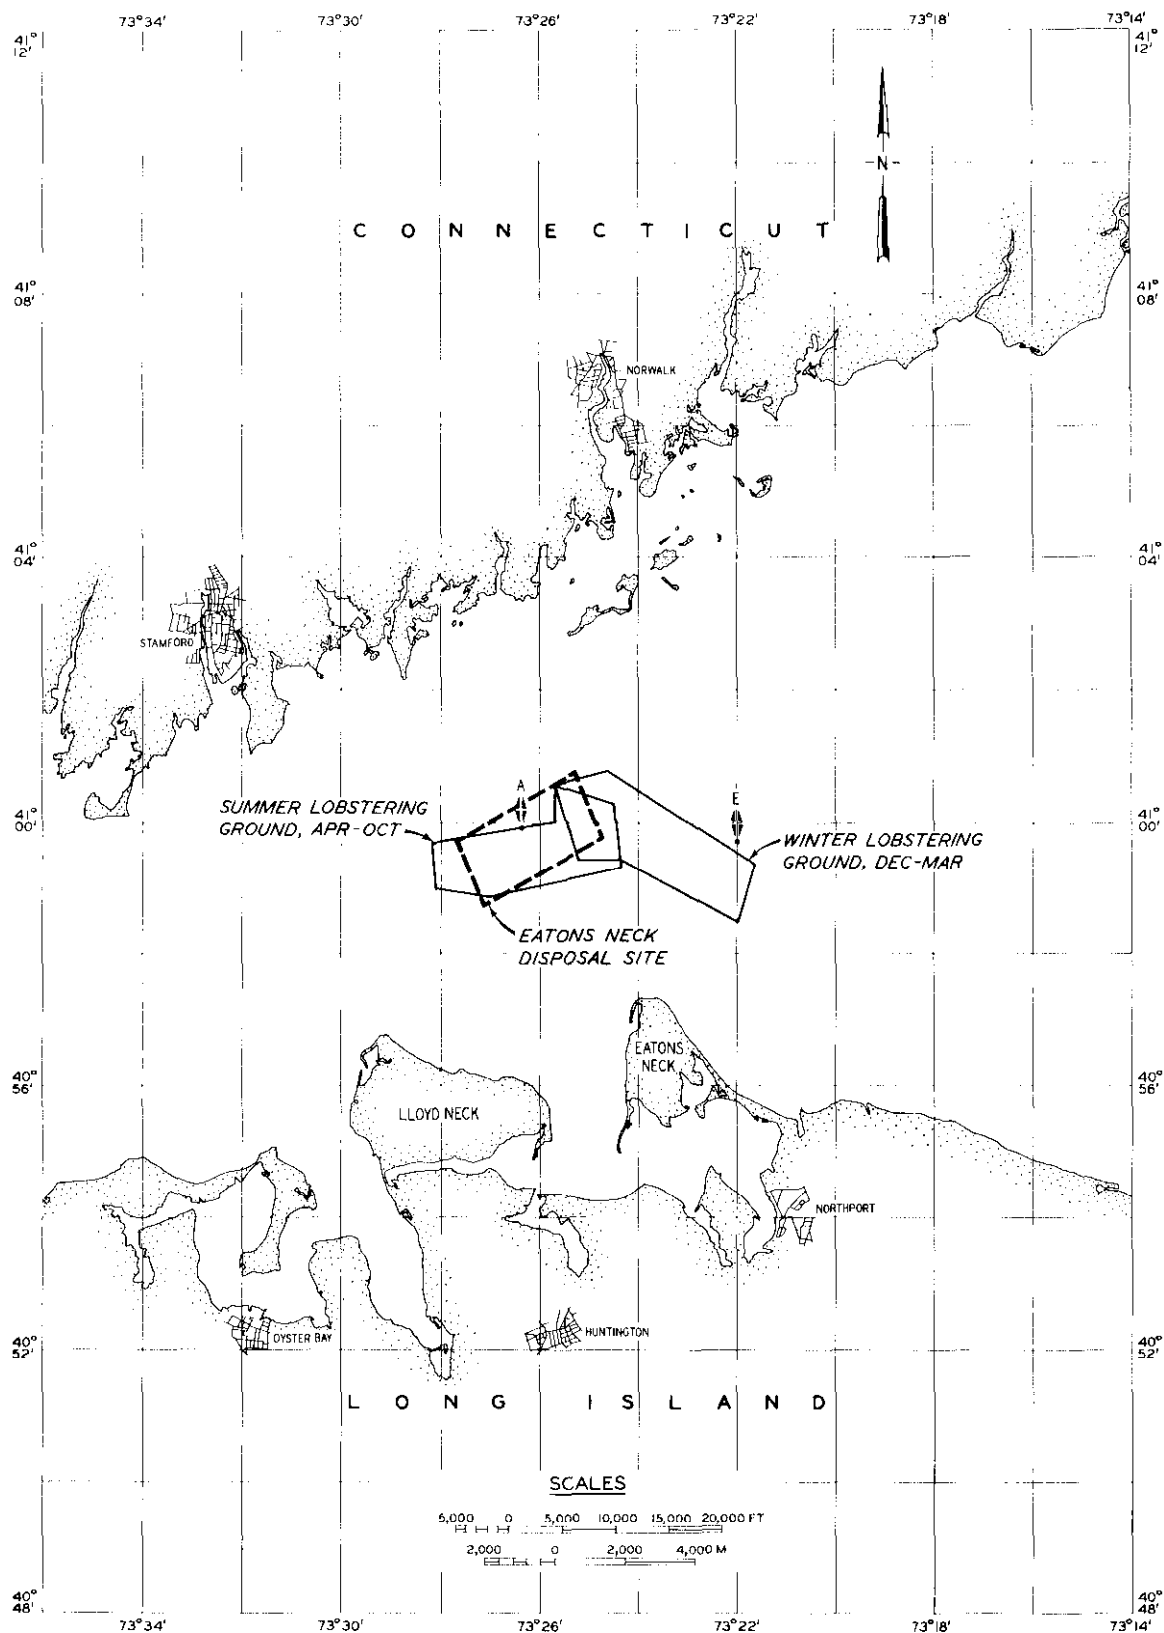 73°34' 73°30' 73°26' 73°22' 73°18' 73°14'
41°
12'
41°
12'
N
CONNECTICUT
41°
08'
41°
08'
NORWALK
41°
04'
41°
04'
STAMFORD
A
E
SUMMER LOBSTERING
GROUND, APR-OCT
41°
00'
41°
00'
WINTER LOBSTERING
GROUND, DEC-MAR
EATONS NECK
DISPOSAL SITE
EATONS
NECK
40°
56'
40°
56'
LLOYD NECK
NORTHPORT
OYSTER BAY
HUNTINGTON
40°
52'
40°
52'
LONG ISLAND
SCALES
5,000 0 5,000 10,000 15,000 20,000 FT
2,000 0 2,000 4,000 M
40°
48'
40°
48'
73°34' 73°30' 73°26' 73°22' 73°18' 73°14'